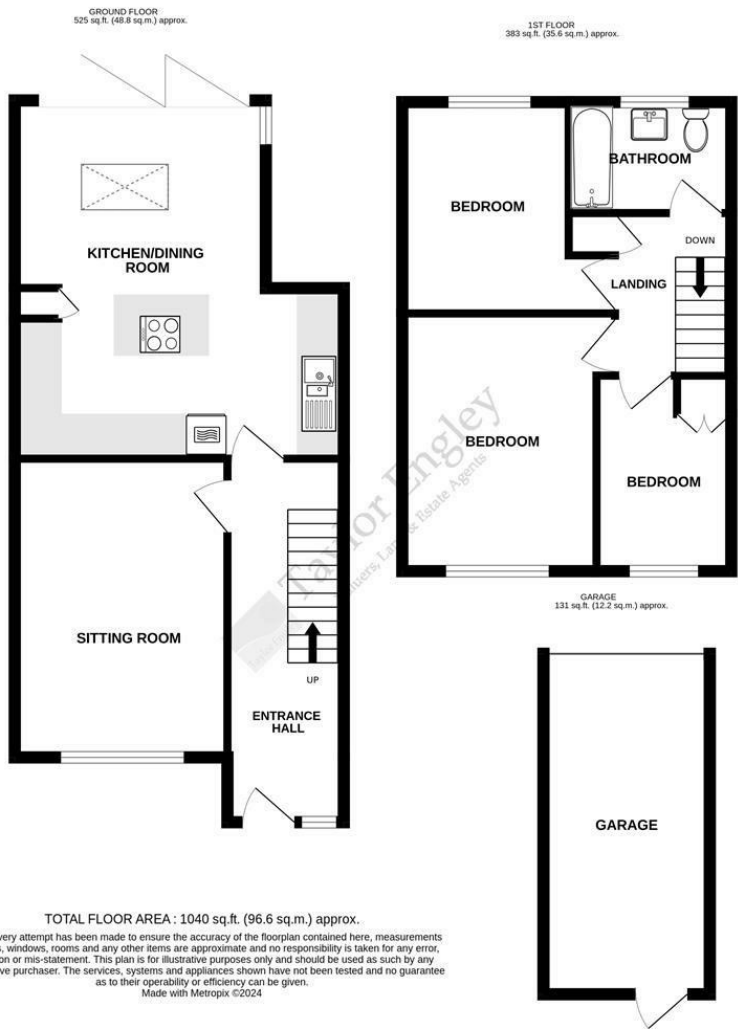 GROUND FLOOR
525 sq.ft. (48.8 sq.m.) approx.
1ST FLOOR
383 sq.ft. (35.6 sq.m.) approx.
BATHROOM
BEDROOM
DOWN
KITCHEN/DINING
ROOM
LANDING
BEDROOM
BEDROOM
Taylor Engley
Estate Agents
GARAGE
131 sq.ft. (12.2 sq.m.) approx.
SITTING ROOM
UP
ENTRANCE
HALL
GARAGE
TOTAL FLOOR AREA : 1040 sq.ft. (96.6 sq.m.) approx.
very attempt has been made to ensure the accuracy of the floorplan contained here, measurements
s, windows, rooms and any other items are approximate and no responsibility is taken for any error,
on or mis-statement. This plan is for illustrative purposes only and should be used as such by any
ve purchaser. The services, systems and appliances shown have not been tested and no guarantee
as to their operability or efficiency can be given.
Made with Metropix ©2024